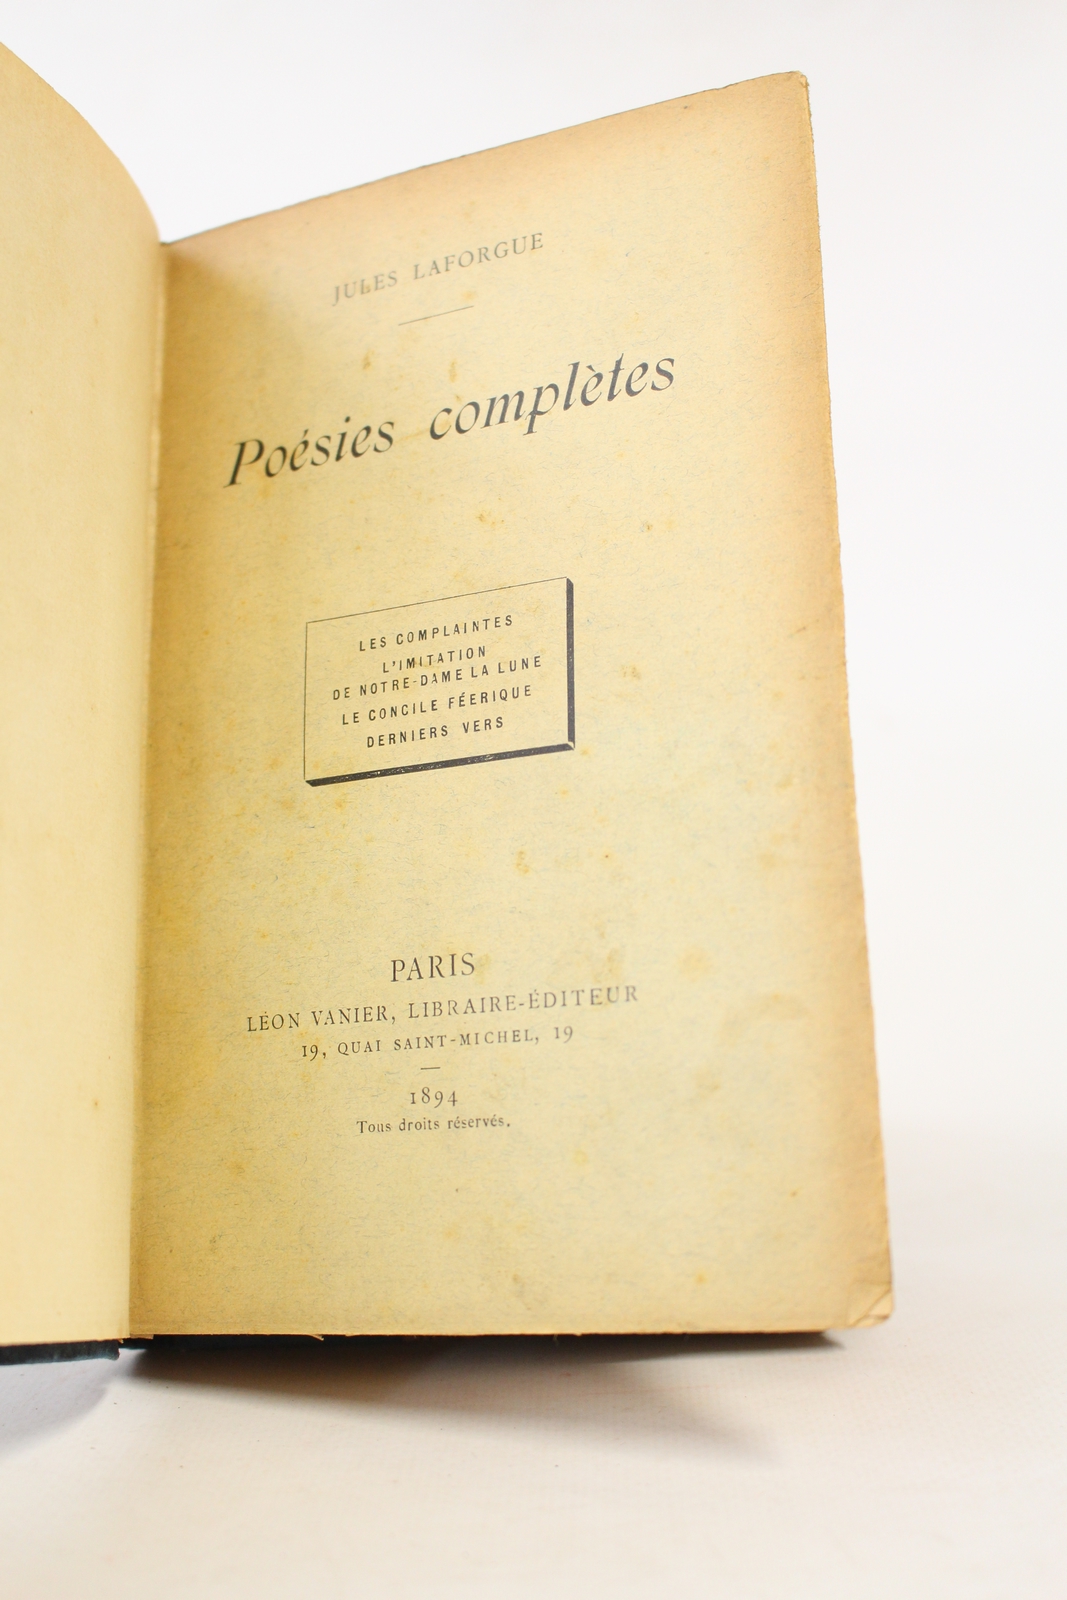 JULES LAFORGUE
Poésies complètes
LES COMPLAINTES
L'IMITATION
DE NOTRE-DAME LA LUNE
LE CONCILE FÉERIQUE
DERNIERS VERS
PARIS
LÉON VANIER, LIBRAIRE-ÉDITEUR
19, QUAI SAINT-MICHEL, 19
1894
Tous droits réservés.